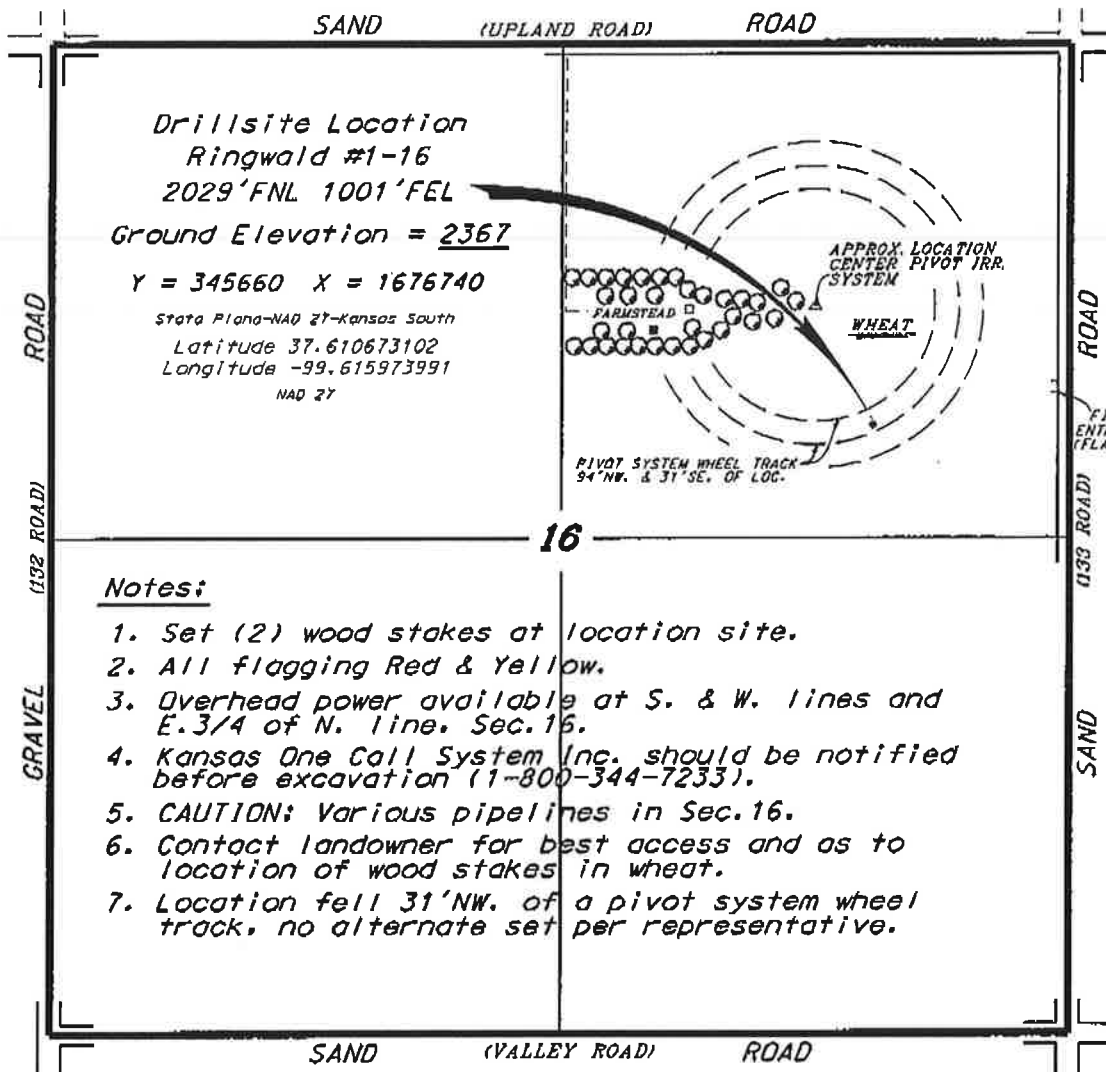 SAND (UPLAND ROAD) ROAD
Drillsite Location
Ringwald #1-16
2029'FNL 1001'FEL
Ground Elevation = 2367
Y = 345660 X = 1676740
State Plane-NAD 27-Kansas South
Latitude 37.610673102
Longitude -99.615973991
NAD 27
APPROX. LOCATION
CENTER PIVOT IRR.
SYSTEM
FARMSTEAD
WHEAT
PIVOT SYSTEM WHEEL TRACK
94'NW. & 31'SE. OF LOC.
ROAD
(132 ROAD)
GRAVEL
ROAD
(133 ROAD)
SAND
16
Notes:
1. Set (2) wood stakes at location site.
2. All flagging Red & Yellow.
3. Overhead power available at S. & W. lines and
E.3/4 of N. line. Sec.16.
4. Kansas One Call System Inc. should be notified
before excavation (1-800-344-7233).
5. CAUTION: Various pipelines in Sec.16.
6. Contact landowner for best access and as to
location of wood stakes in wheat.
7. Location fell 31'NW. of a pivot system wheel
track, no alternate set per representative.
SAND (VALLEY ROAD) ROAD